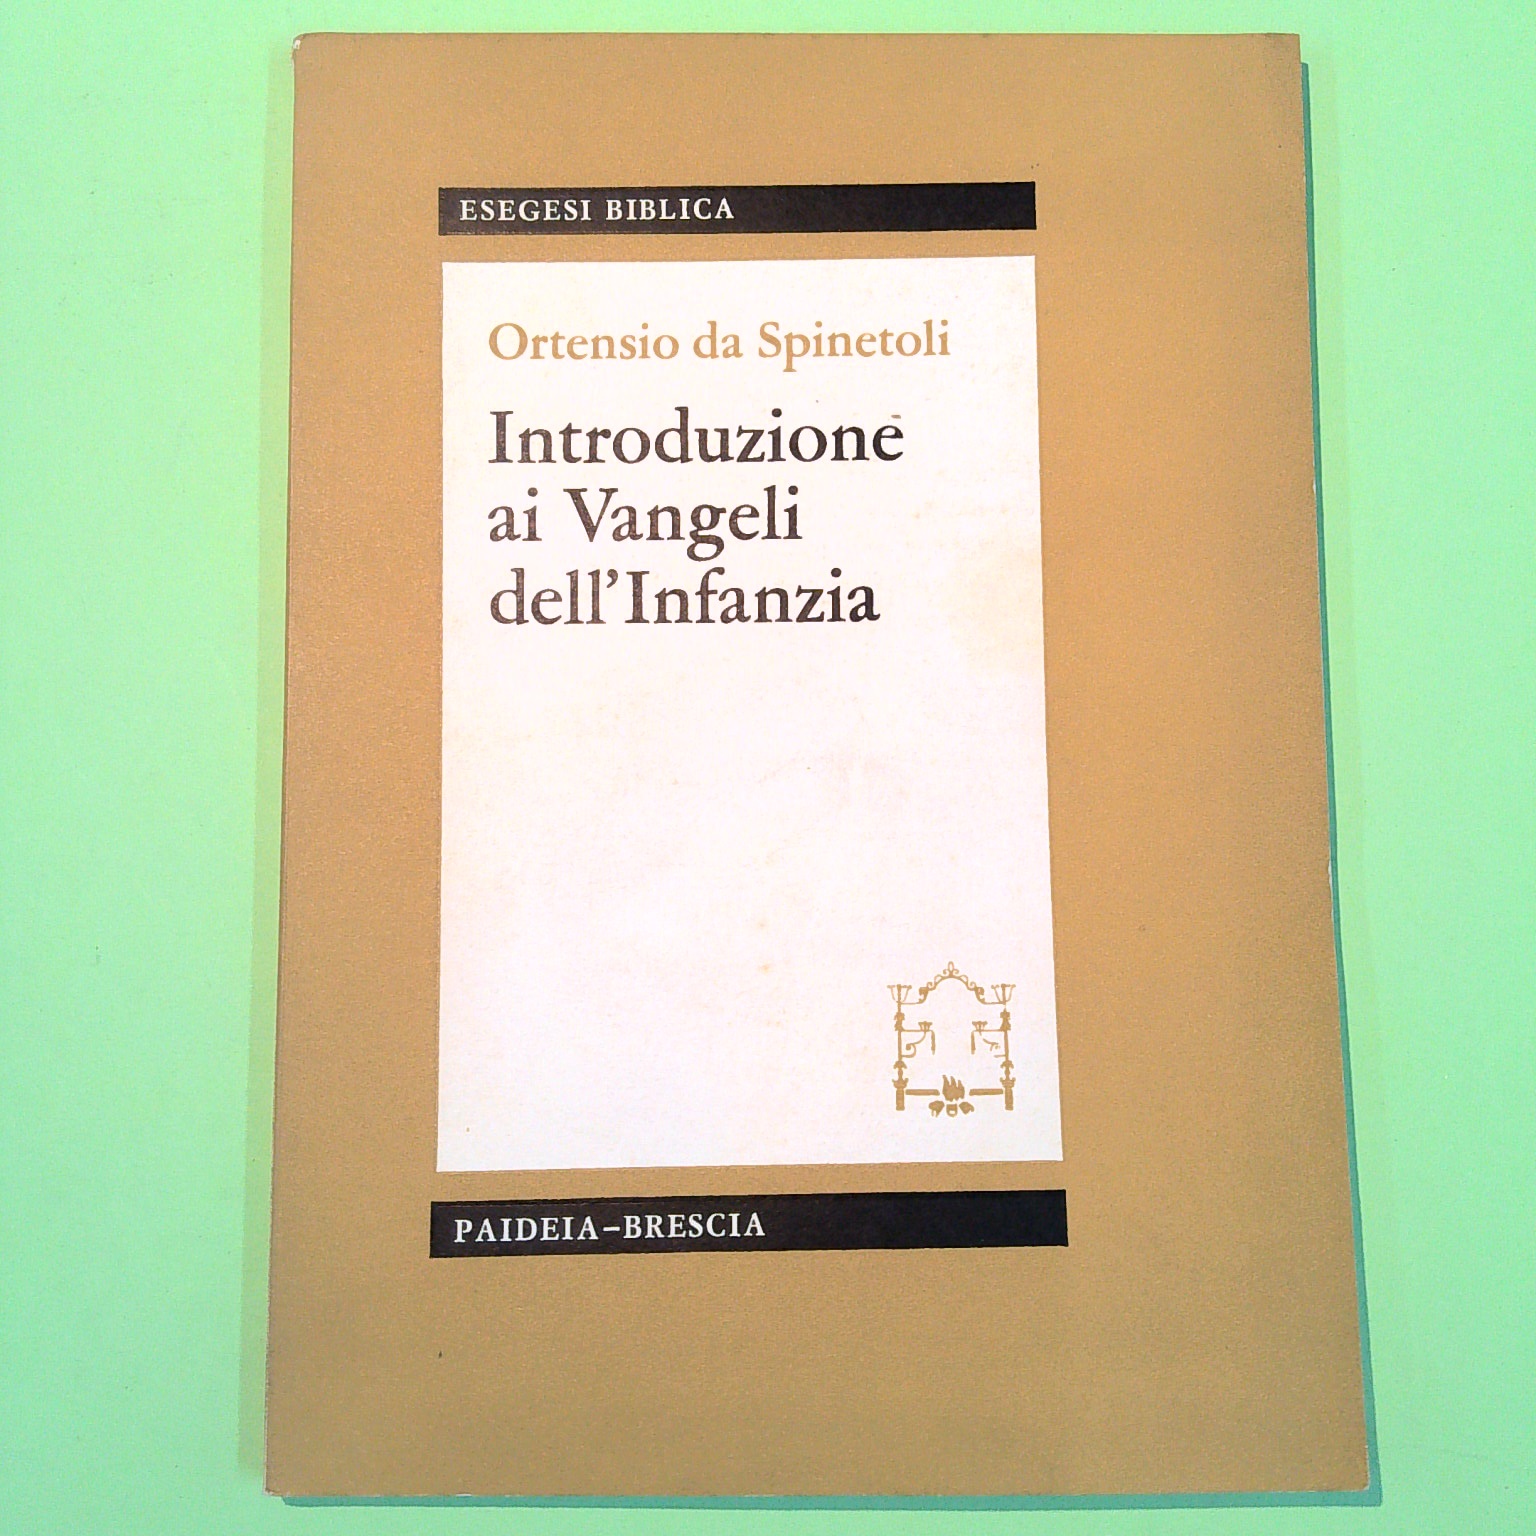 ESEGESI BIBLICA
Ortensio da Spinetoli
Introduzione
ai Vangeli
dell'Infanzia
PAIDEIA–BRESCIA